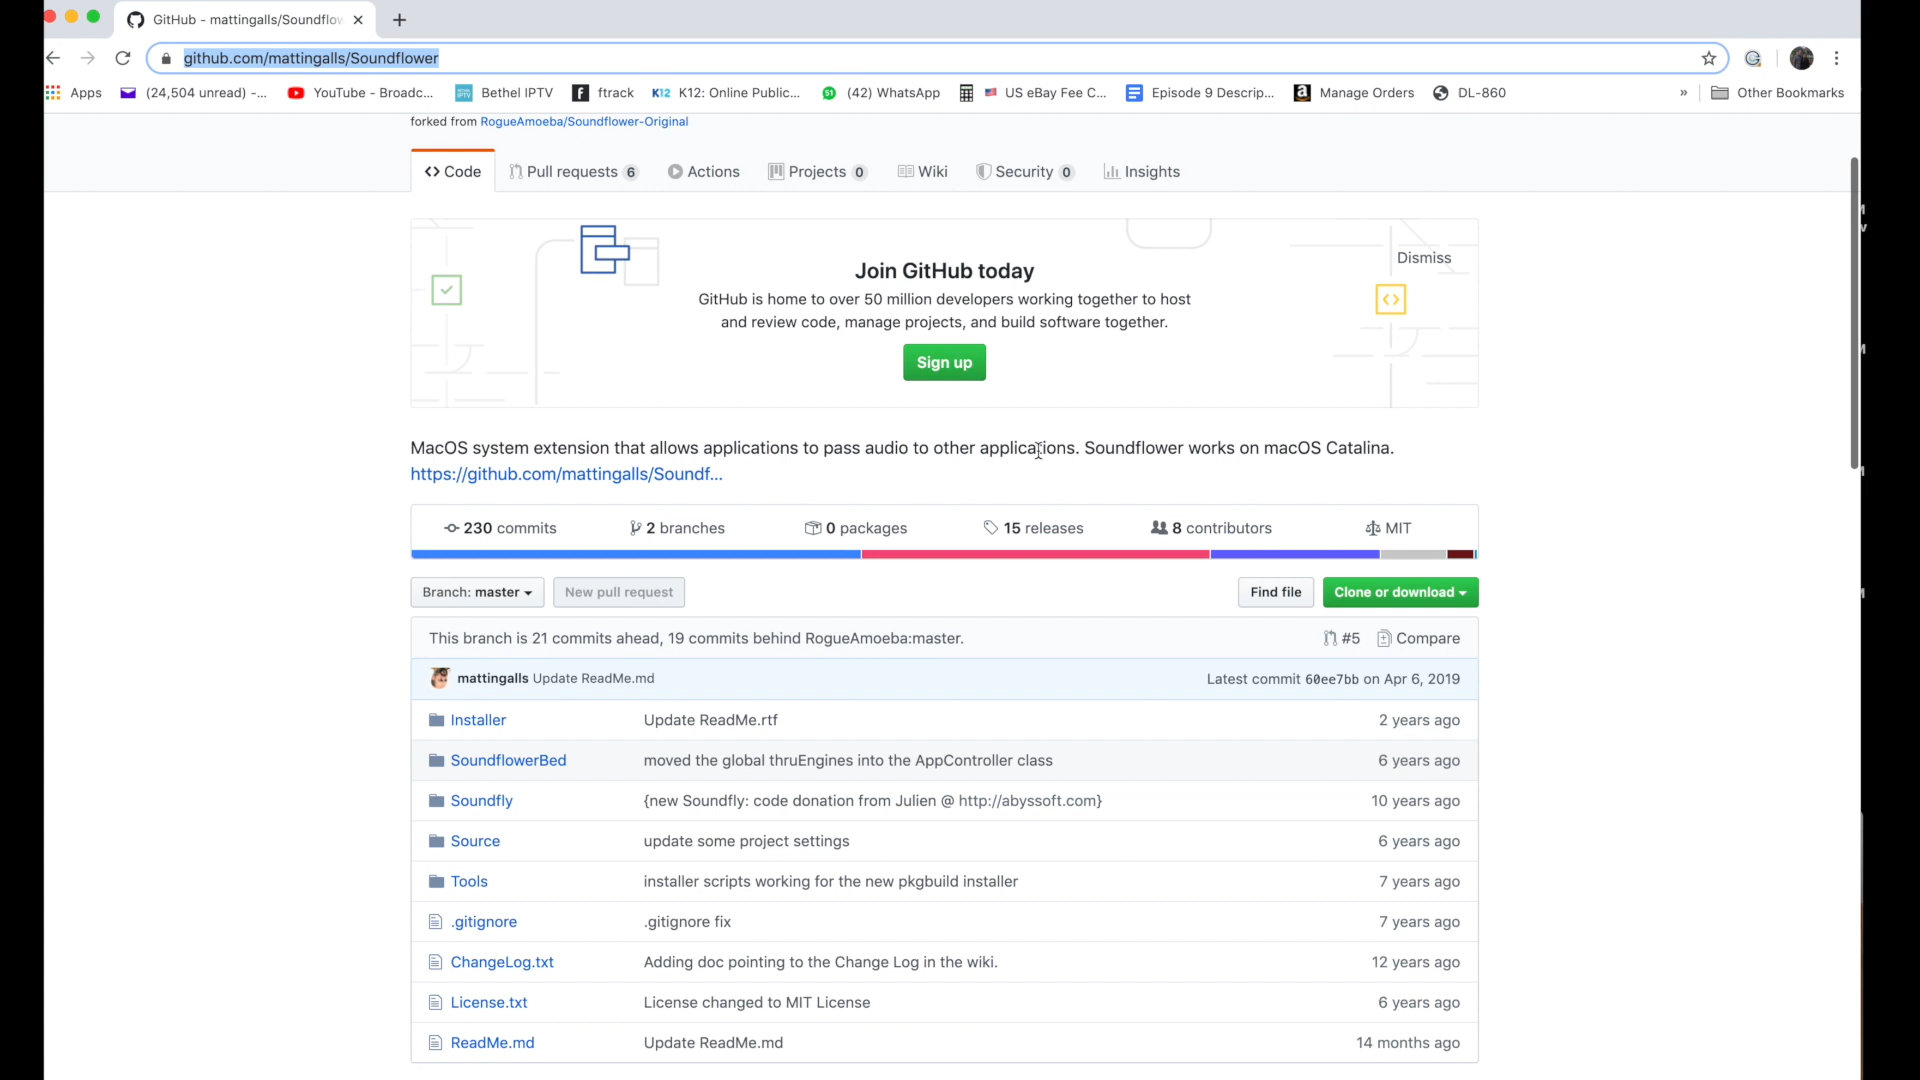 GitHub - mattingalls/Soundflow
github.com/mattingalls/Soundflower
Apps (24,504 unread) -... YouTube - Broadc... Bethel IPTV f ftrack K12 K12: Online Public... 51 (42) WhatsApp US eBay Fee C... Episode 9 Descrip... a Manage Orders DL-860 » Other Bookmarks
forked from RogueAmoeba/Soundflower-Original
<> Code Pull requests 6 Actions Projects 0 Wiki Security 0 Insights
Dismiss
Join GitHub today
GitHub is home to over 50 million developers working together to host
and review code, manage projects, and build software together.
Sign up
MacOS system extension that allows applications to pass audio to other applications. Soundflower works on macOS Catalina.
https://github.com/mattingalls/Soundf...
230 commits 2 branches 0 packages 15 releases 8 contributors MIT
Branch: master New pull request Find file Clone or download
This branch is 21 commits ahead, 19 commits behind RogueAmoeba:master. #5 Compare
mattingalls Update ReadMe.md Latest commit 60ee7bb on Apr 6, 2019
Installer Update ReadMe.rtf 2 years ago
SoundflowerBed moved the global thruEngines into the AppController class 6 years ago
Soundfly {new Soundfly: code donation from Julien @ http://abyssoft.com} 10 years ago
Source update some project settings 6 years ago
Tools installer scripts working for the new pkgbuild installer 7 years ago
.gitignore .gitignore fix 7 years ago
ChangeLog.txt Adding doc pointing to the Change Log in the wiki. 12 years ago
License.txt License changed to MIT License 6 years ago
ReadMe.md Update ReadMe.md 14 months ago